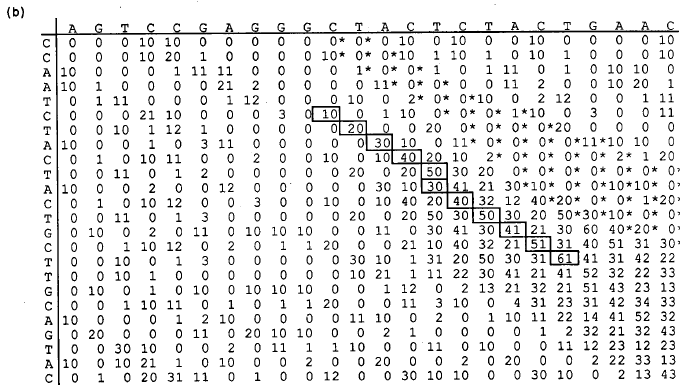 (b)
A G T C C G A G G G C T A C T C T A C T G A A C
C 0 0 0 10 10 0 0 0 0 0 0* 0* 0 10 0 10 0 0 10 0 0 0 0 10
C 0 0 0 10 20 1 0 0 0 0 10* 0* 0*10 1 10 1 0 10 1 0 0 0 10
A 10 0 0 0 1 11 11 0 0 0 0 1* 0* 0* 0 1 0 11 0 1 0 10 10 0
A 10 1 0 0 0 0 21 2 0 0 0 0 11* 0* 0* 0 0 11 2 0 0 10 20 1
T 0 1 11 0 0 0 1 12 0 0 0 10 0 2* 0* 0*10 0 2 12 0 0 1 11
C 0 0 0 21 10 0 0 0 3 0 10 0 1 10 0* 0* 0* 1*10 0 3 0 0 11
T 0 0 10 1 12 1 0 0 0 0 0 20 0 0 20 0* 0* 0* 0*20 0 0 0 0
A 10 0 0 1 0 3 11 0 0 0 0 0 30 10 0 11* 0* 0* 0* 0*11*10 10 0
C 0 1 0 10 11 0 0 2 0 0 10 0 10 40 20 10 2* 0* 0* 0* 0* 2* 1 20
T 0 0 11 0 1 2 0 0 0 0 0 20 0 20 50 30 20 0* 0* 0* 0* 0* 0* 0*
A 10 0 0 2 0 0 12 0 0 0 0 0 30 10 30 41 21 30*10* 0* 0*10*10* 0*
C 0 1 0 10 12 0 0 3 0 0 10 0 10 40 20 40 32 12 40*20* 0* 0* 1*20*
T 0 0 11 0 1 3 0 0 0 0 0 20 0 20 50 30 50 30 20 50*30* 0* 0* 0*
G 0 10 0 2 0 11 0 10 10 10 0 0 11 0 30 41 30 41 21 30 60 40*20* 0*
C 0 0 1 10 12 0 2 0 1 1 20 0 0 21 10 40 32 21 51 31 40 51 31 30*
T 0 0 10 0 1 3 0 0 0 0 0 30 10 1 31 20 50 30 31 61 41 31 42 22
T 0 0 10 1 0 0 0 0 0 0 0 10 21 1 11 22 30 41 21 41 52 32 22 33
G 0 10 0 1 0 10 0 10 10 10 0 0 1 12 0 2 13 21 32 21 51 43 23 13
C 0 0 1 10 11 0 1 0 1 1 20 0 0 11 3 10 0 4 31 23 31 42 34 33
A 10 0 0 0 1 2 10 0 0 0 0 11 10 0 2 0 1 10 11 22 14 41 52 32
G 0 20 0 0 0 11 0 20 10 10 0 0 2 1 0 0 0 0 1 2 32 21 32 43
T 0 0 30 10 0 0 2 0 11 1 1 10 0 0 11 0 10 0 0 11 12 23 12 23
A 10 0 10 21 1 0 10 0 0 2 0 0 20 0 0 2 0 20 0 0 2 22 33 13
C 0 1 0 20 31 11 0 1 0 0 12 0 0 30 10 10 0 0 30 10 0 2 13 43